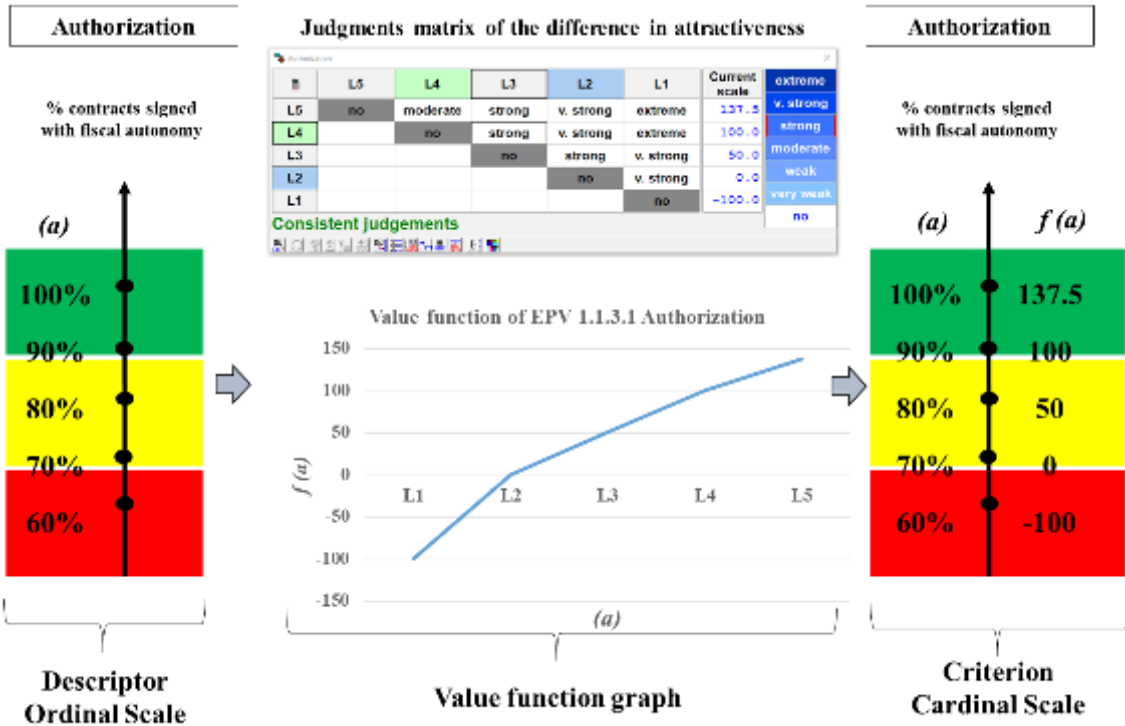 Authorization
Judgments matrix of the difference in attractiveness
Authorization
Authorization
L5 L4 L3 L2 L1 Current scale extreme
L5 no moderate strong v. strong extreme 137.5 v. strong
L4 no strong v. strong extreme 100.0 strong
L3 no strong v. strong 50.0 moderate
L2 no v. strong 0.0 weak
L1 no -100.0 very weak
no
Consistent judgements
% contracts signed
with fiscal autonomy
(a)
100%
90%
80%
70%
60%
Descriptor
Ordinal Scale
Value function of EPV 1.1.3.1 Authorization
f (a)
150
100
50
0
-50
-100
-150
L1 L2 L3 L4 L5
(a)
Value function graph
% contracts signed
with fiscal autonomy
(a) f (a)
100% 137.5
90% 100
80% 50
70% 0
60% -100
Criterion
Cardinal Scale